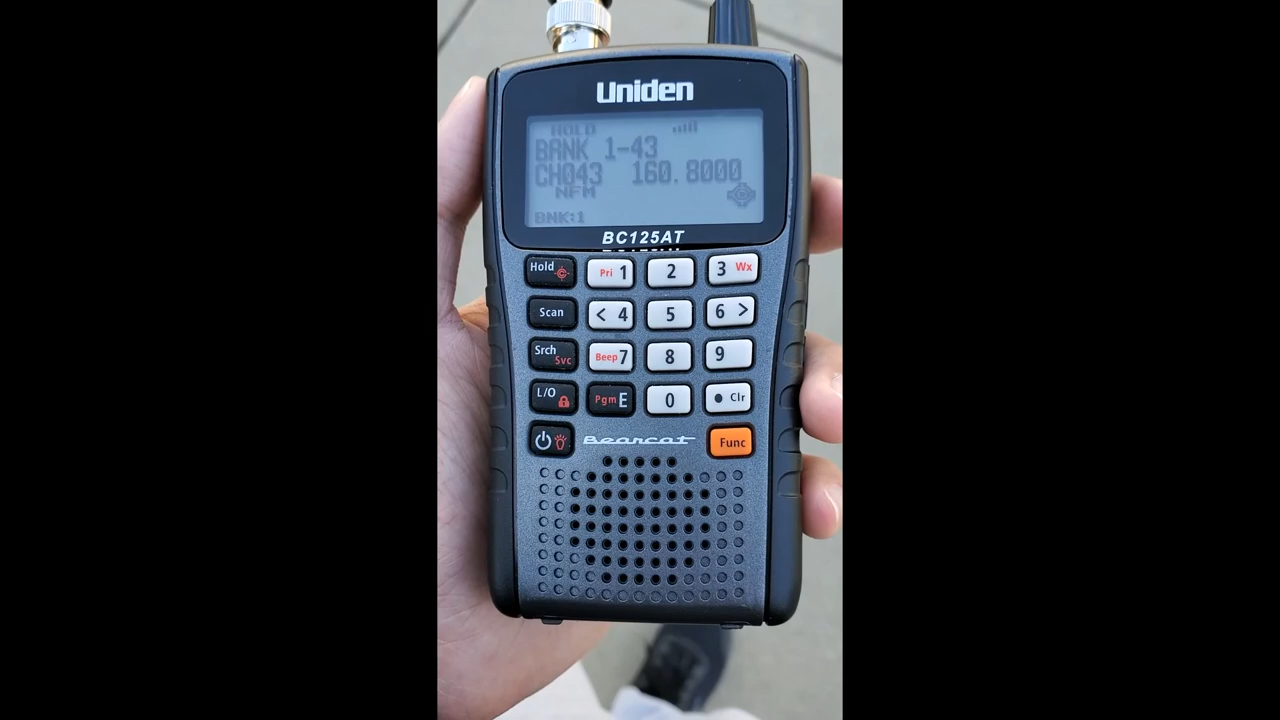 Uniden
HOLD
BANK 1-43
CH043 160.8000
NFM
BNK:1
BC125AT
Hold Pri 1 2 3 Wx
Scan < 4 5 6 >
Srch Svc Beep 7 8 9
L/O Pgm E 0 • Clr
Bearcat Func